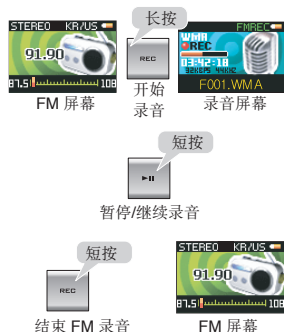 长按
STEREO KR/US
91.90
87.5 108
FM 屏幕
REC
开始
录音
FMREC
WMA
REC
03:42:18
32KBPS 44KHZ
F001.WMA
录音屏幕
短按
暂停/继续录音
短按
REC
结束 FM 录音
STEREO KR/US
91.90
87.5 108
FM 屏幕